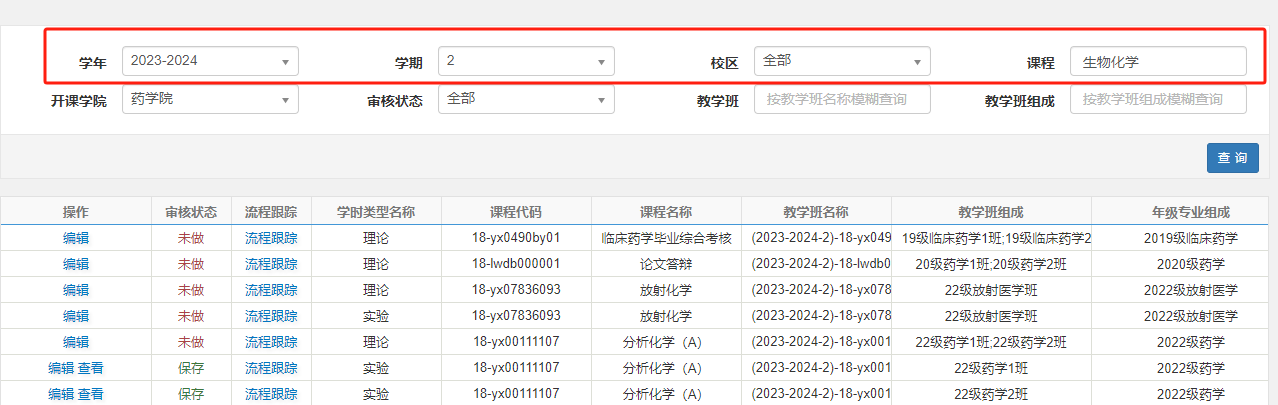 学年 2023-2024 学期 2 校区 全部 课程 生物化学
开课学院 药学院 审核状态 全部 教学班 按教学班名称模糊查询 教学班组成 按教学班组成模糊查询
查 询
操作 审核状态 流程跟踪 学时类型名称 课程代码 课程名称 教学班名称 教学班组成 年级专业组成
编辑 未做 流程跟踪 理论 18-yx0490by01 临床药学毕业综合考核 (2023-2024-2)-18-yx049 19级临床药学1班;19级临床药学2 2019级临床药学
编辑 未做 流程跟踪 理论 18-lwdb000001 论文答辩 (2023-2024-2)-18-lwdb0 20级药学1班;20级药学2班 2020级药学
编辑 未做 流程跟踪 理论 18-yx07836093 放射化学 (2023-2024-2)-18-yx078 22级放射医学班 2022级放射医学
编辑 未做 流程跟踪 实验 18-yx07836093 放射化学 (2023-2024-2)-18-yx078 22级放射医学班 2022级放射医学
编辑 未做 流程跟踪 理论 18-yx00111107 分析化学（A） (2023-2024-2)-18-yx001 22级药学1班;22级药学2班 2022级药学
编辑 查看 保存 流程跟踪 实验 18-yx00111107 分析化学（A） (2023-2024-2)-18-yx001 22级药学1班 2022级药学
编辑 查看 保存 流程跟踪 实验 18-yx00111107 分析化学（A） (2023-2024-2)-18-yx001 22级药学2班 2022级药学